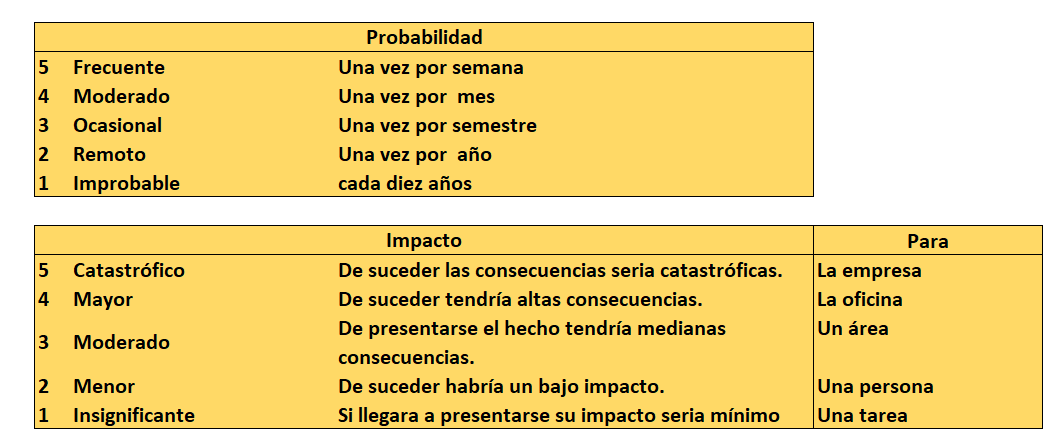 Probabilidad
5 Frecuente Una vez por semana
4 Moderado Una vez por  mes
3 Ocasional Una vez por semestre
2 Remoto Una vez por  año
1 Improbable cada diez años
Impacto Para
5 Catastrófico De suceder las consecuencias seria catastróficas. La empresa
4 Mayor De suceder tendría altas consecuencias. La oficina
3 Moderado De presentarse el hecho tendría medianas Un área
consecuencias.
2 Menor De suceder habría un bajo impacto. Una persona
1 Insignificante Si llegara a presentarse su impacto seria mínimo Una tarea